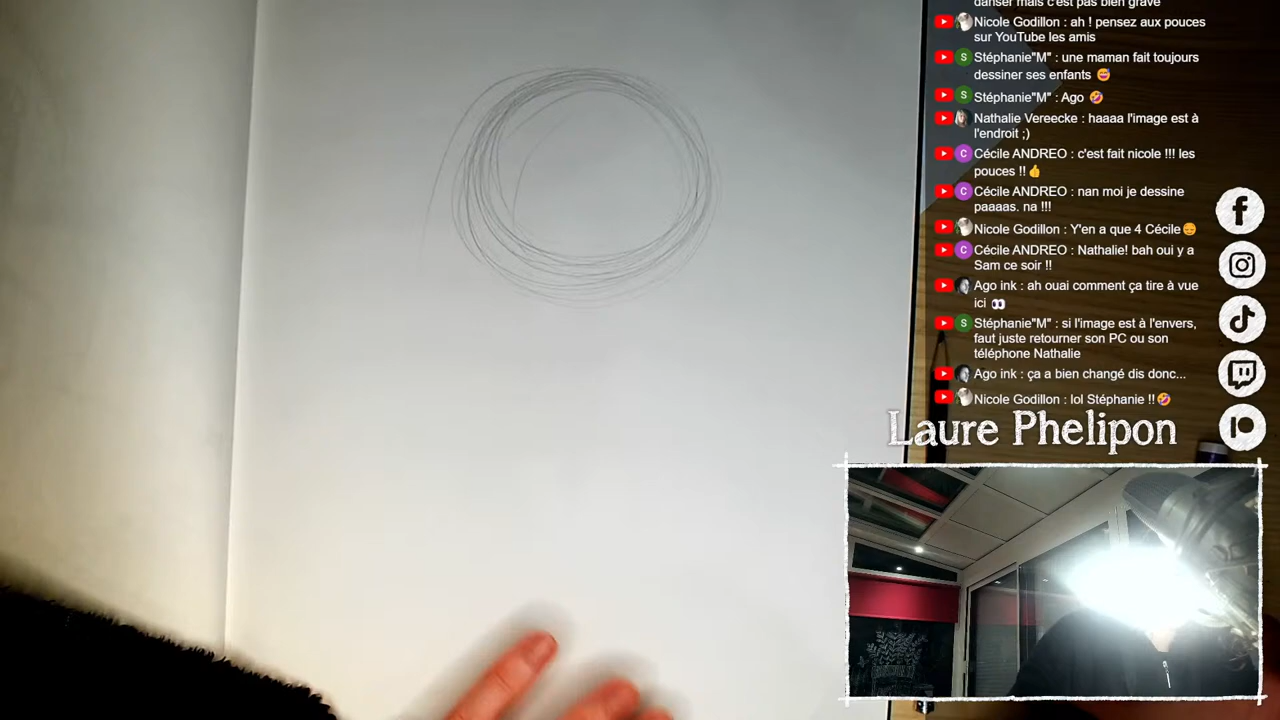 danser mais c'est pas bien grave
Nicole Godillon : ah ! pensez aux pouces
sur YouTube les amis
Stéphanie"M" : une maman fait toujours
dessiner ses enfants 😅
Stéphanie"M" : Ago 🤣
Nathalie Vereecke : haaaa l'image est à
l'endroit ;)
Cécile ANDREO : c'est fait nicole !!! les
pouces !!👍
Cécile ANDREO : nan moi je dessine
paaaas. na !!!
Nicole Godillon : Y'en a que 4 Cécile😊
Cécile ANDREO : Nathalie! bah oui y a
Sam ce soir !!
Ago ink : ah ouai comment ça tire à vue
ici 👀
Stéphanie"M" : si l'image est à l'envers,
faut juste retourner son PC ou son
téléphone Nathalie
Ago ink : ça a bien changé dis donc...
Nicole Godillon : lol Stéphanie !!🤣
Laure Phelipon